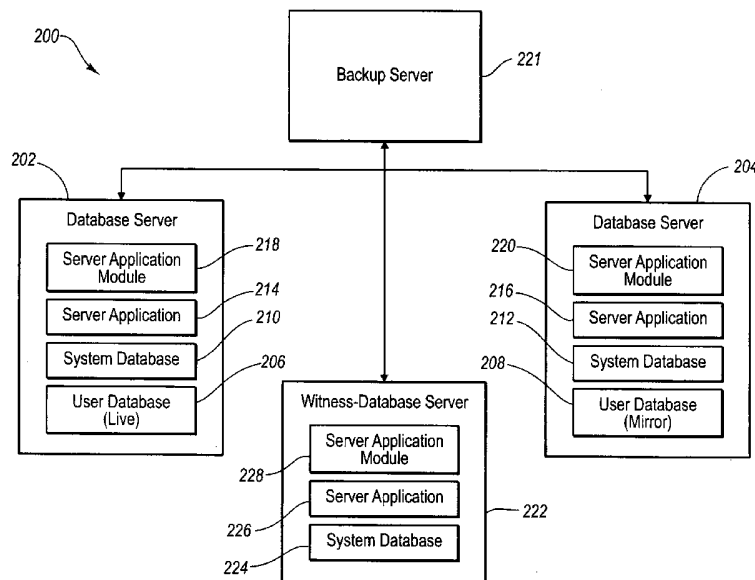 200
Backup Server
221
202
204
Database Server
Server Application
Module
218
Server Application
214
System Database
210
User Database
(Live)
206
Database Server
220
Server Application
Module
216
Server Application
212
System Database
208
User Database
(Mirror)
Witness-Database Server
Server Application
Module
228
Server Application
226
222
System Database
224